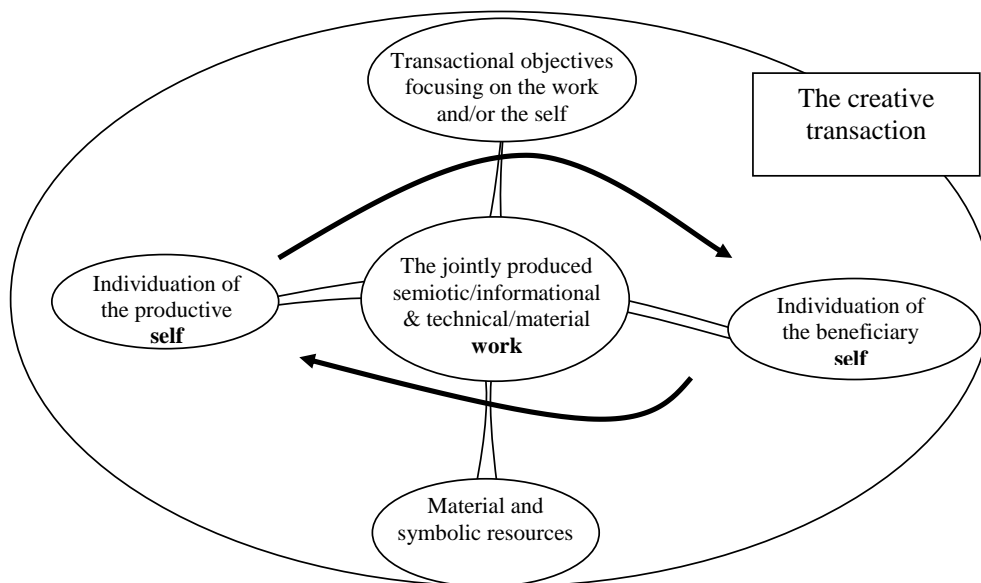 Transactional objectives
focusing on the work
and/or the self
The creative
transaction
Individuation of
the productive
self
The jointly produced
semiotic/informational
& technical/material
work
Individuation of
the beneficiary
self
Material and
symbolic resources